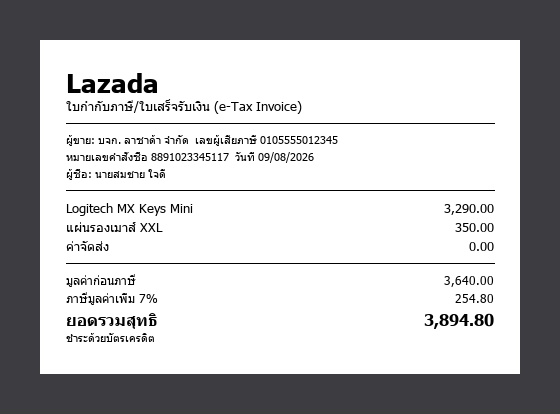 Lazada
ใบกำกับภาษี/ใบเสร็จรับเงิน (e-Tax Invoice)
ผู้ขาย: บจก. ลาซาด้า จำกัด เลขผู้เสียภาษี 0105555012345
หมายเลขคำสั่งซื้อ 8891023345117 วันที่ 09/08/2026
ผู้ซื้อ: นายสมชาย ใจดี
Logitech MX Keys Mini 3,290.00
แผ่นรองเมาส์ XXL 350.00
ค่าจัดส่ง 0.00
มูลค่าก่อนภาษี 3,640.00
ภาษีมูลค่าเพิ่ม 7% 254.80
ยอดรวมสุทธิ 3,894.80
ชำระด้วยบัตรเครดิต